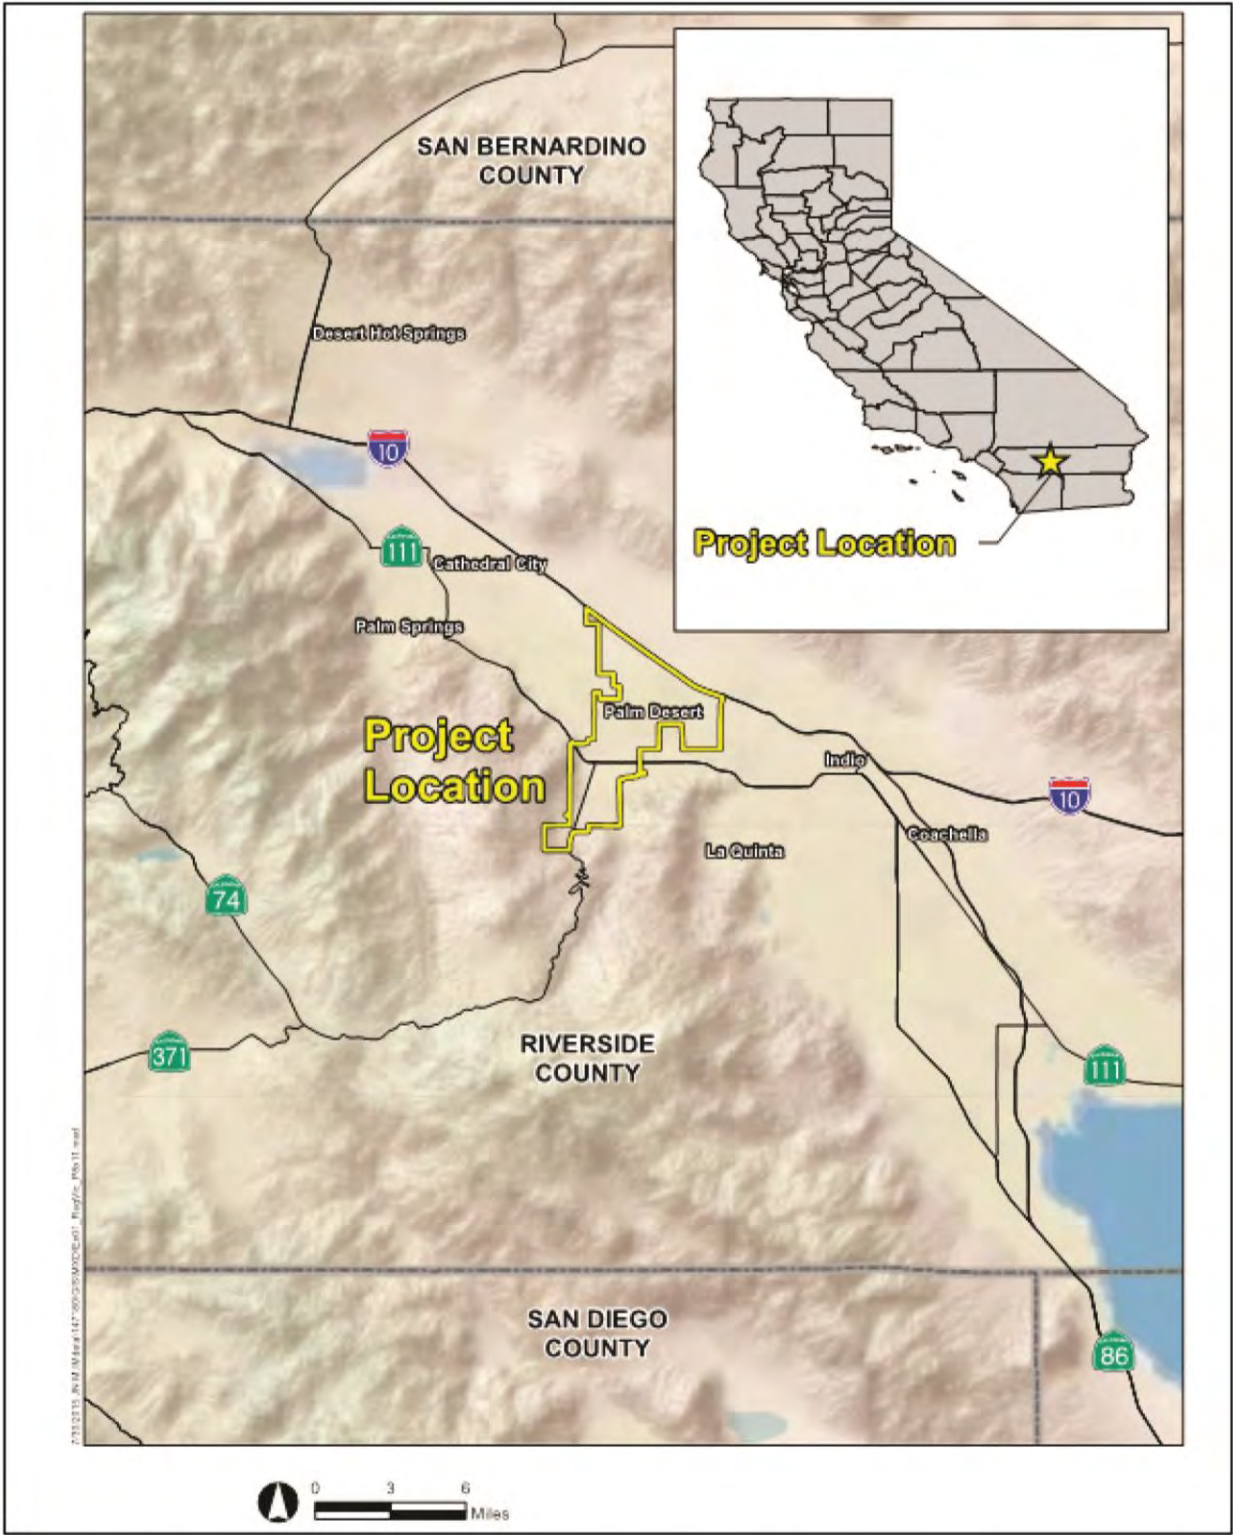 SAN BERNARDINO
COUNTY
Desert Hot Springs
10
111
Cathedral City
Project Location
Palm Springs
Palm Desert
Project
Location
Indio
10
Coachella
La Quinta
74
RIVERSIDE
COUNTY
371
111
SAN DIEGO
COUNTY
86
0 3 6
Miles